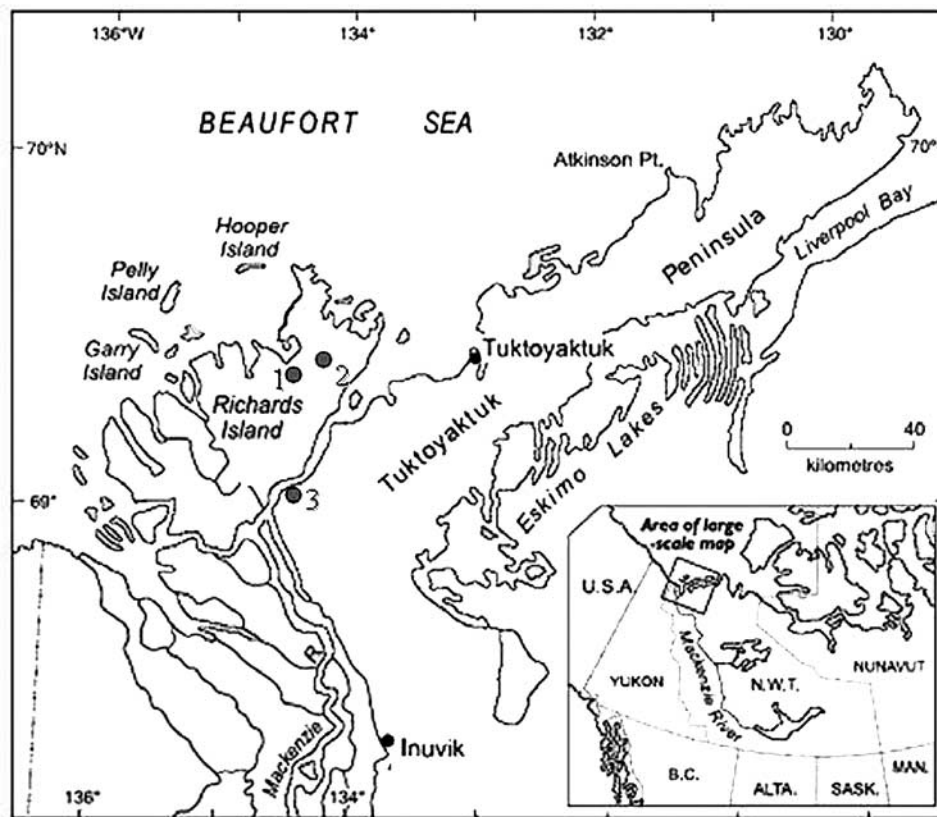 136°W
134°
132°
130°
BEAUFORT SEA
70°N
70°
Atkinson Pt.
Hooper
Island
Pelly
Island
Garry
Island
Peninsula
Liverpool Bay
Tuktoyaktuk
1
2
Richards
Island
Tuktoyaktuk
Eskimo Lakes
0 40
kilometres
69°
3
Area of large
-scale map
U.S.A.
YUKON
Mackenzie River
N.W.T.
NUNAVUT
B.C.
ALTA.
SASK.
MAN.
Mackenzie R.
Inuvik
136°
134°